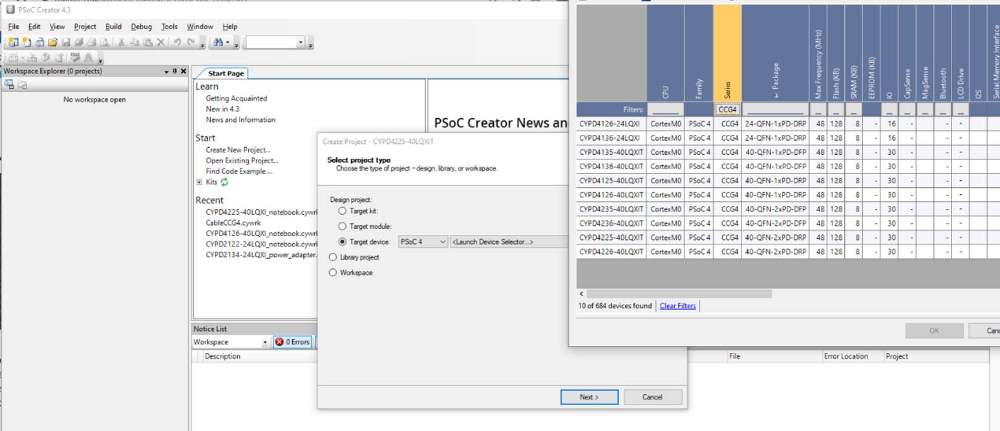 PSoC Creator 4.3
File Edit View Project Build Debug Tools Window Help
Workspace Explorer (0 projects)
No workspace open
Start Page
Learn
Getting Acquainted
New in 4.3
News and Information
Start
Create New Project...
Open Existing Project...
Find Code Example ...
Kits
Recent
CYPD4225-40LQXI_notebook.cywrk
CableCCG4.cywrk
CYPD4126-40LQXI_notebook.cywrk
CYPD2122-24LQXI_notebook.cywrk
CYPD2134-24LQXI_power_adapter.
PSoC Creator News an
Create Project - CYPD4225-40LQXIT
Select project type
Choose the type of project - design, library, or workspace.
Design project:
Target kit:
Target module:
Target device: PSoC 4 <Launch Device Selector...>
Library project
Workspace
Next > Cancel
CPU Family Series Package Max Frequency (MHz) Flash (KB) SRAM (KB) EEPROM (KB) IO CapSense MagSense Bluetooth LCD Drive I2S Serial Memory Interface
Filters: CCG4
CYPD4126-24LQXI CortexM0 PSoC 4 CCG4 24-QFN-1xPD-DRP 48 128 8 - 16 - - -
CYPD4136-24LQXI CortexM0 PSoC 4 CCG4 24-QFN-1xPD-DRP 48 128 8 - 16 - - -
CYPD4135-40LQXIT CortexM0 PSoC 4 CCG4 40-QFN-1xPD-DFP 48 128 8 - 30 - - -
CYPD4136-40LQXIT CortexM0 PSoC 4 CCG4 40-QFN-1xPD-DFP 48 128 8 - 30 - - -
CYPD4125-40LQXIT CortexM0 PSoC 4 CCG4 40-QFN-1xPD-DRP 48 128 8 - 30 - - -
CYPD4126-40LQXIT CortexM0 PSoC 4 CCG4 40-QFN-1xPD-DRP 48 128 8 - 30 - - -
CYPD4235-40LQXIT CortexM0 PSoC 4 CCG4 40-QFN-2xPD-DFP 48 128 8 - 30 - - -
CYPD4236-40LQXIT CortexM0 PSoC 4 CCG4 40-QFN-2xPD-DFP 48 128 8 - 30 - - -
CYPD4225-40LQXIT CortexM0 PSoC 4 CCG4 40-QFN-2xPD-DRP 48 128 8 - 30 - - -
CYPD4226-40LQXIT CortexM0 PSoC 4 CCG4 40-QFN-2xPD-DRP 48 128 8 - 30 - - -
10 of 684 devices found Clear Filters
OK Canc
Notice List
Workspace 0 Errors
Description File Error Location Project